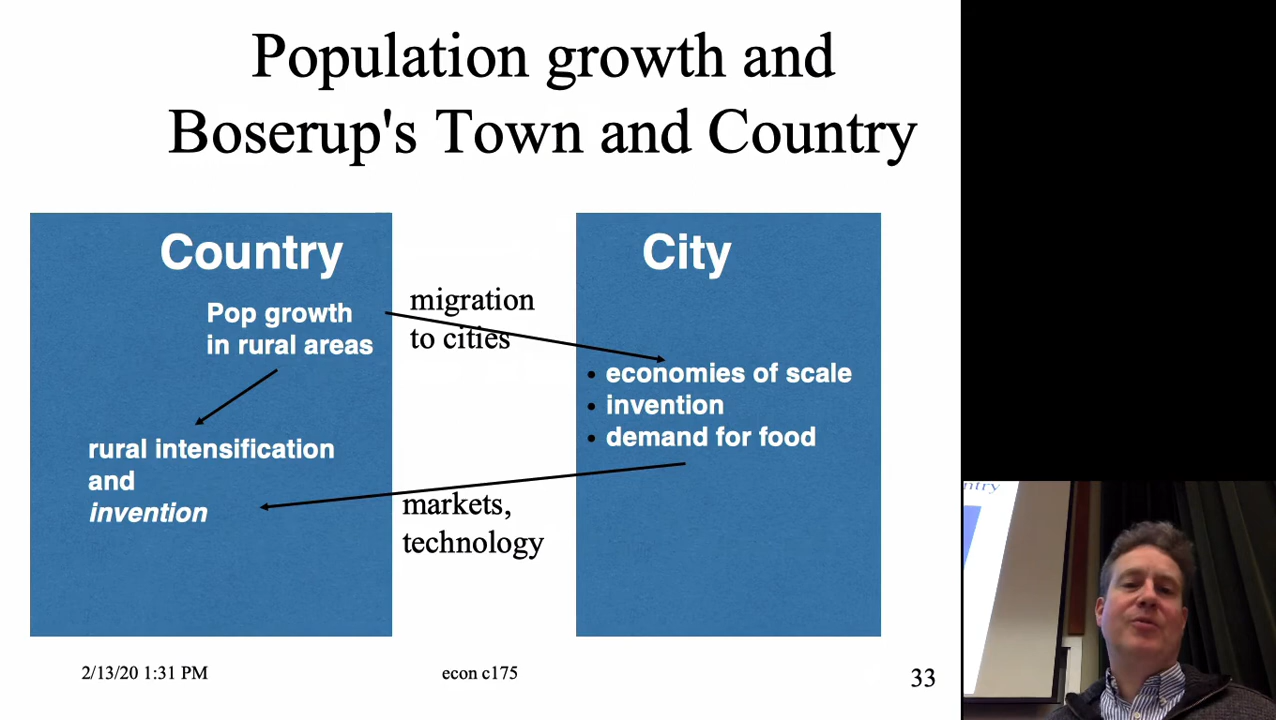 Population growth and
Boserup's Town and Country
Country
Pop growth
in rural areas
migration
to cities
City
• economies of scale
• invention
• demand for food
rural intensification
and
invention
markets,
technology
2/13/20 1:31 PM
econ c175
33
ntry